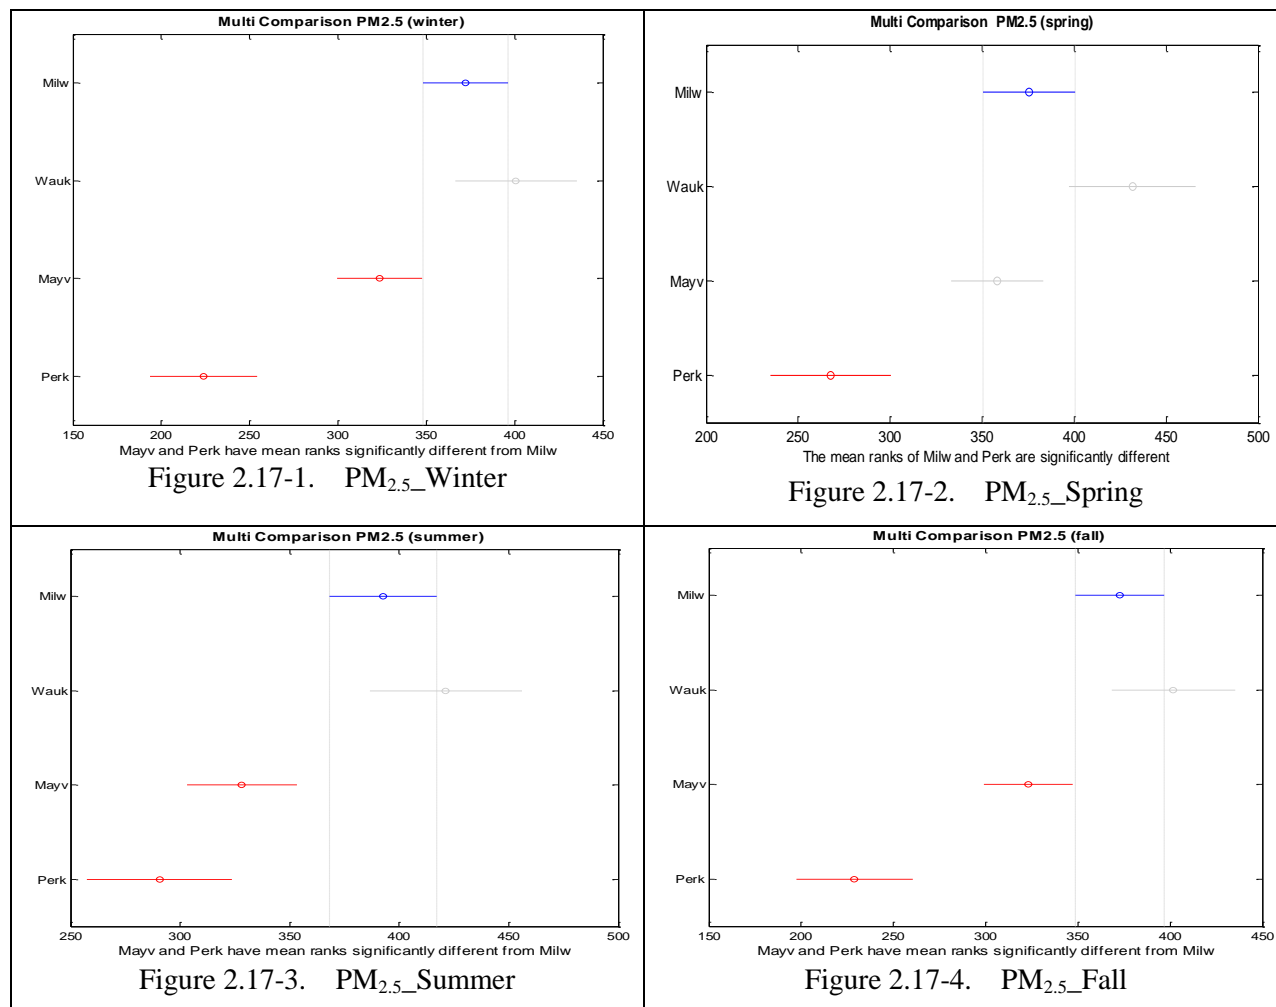 Multi Comparison PM2.5 (winter)
Milw
Wauk
Mayv
Perk
150 200 250 300 350 400 450
Mayv and Perk have mean ranks significantly different from Milw
Figure 2.17-1. PM2.5_Winter
Multi Comparison PM2.5 (spring)
Milw
Wauk
Mayv
Perk
200 250 300 350 400 450 500
The mean ranks of Milw and Perk are significantly different
Figure 2.17-2. PM2.5_Spring
Multi Comparison PM2.5 (summer)
Milw
Wauk
Mayv
Perk
250 300 350 400 450 500
Mayv and Perk have mean ranks significantly different from Milw
Figure 2.17-3. PM2.5_Summer
Multi Comparison PM2.5 (fall)
Milw
Wauk
Mayv
Perk
150 200 250 300 350 400 450
Mayv and Perk have mean ranks significantly different from Milw
Figure 2.17-4. PM2.5_Fall